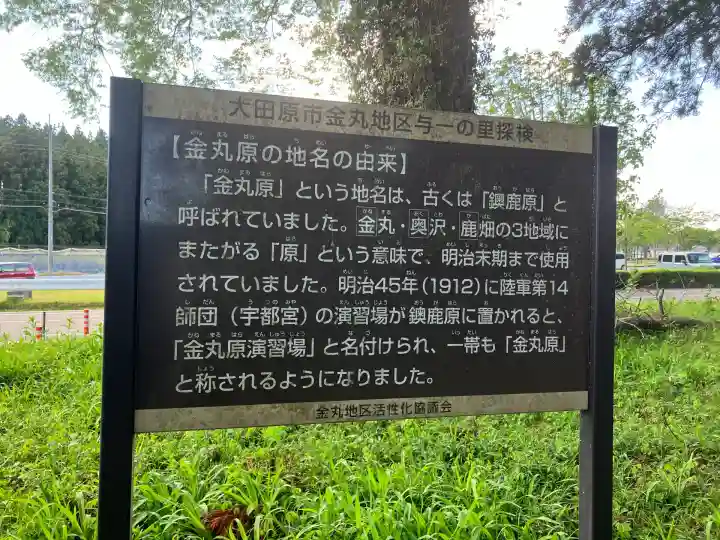 大田原市金丸地区与一の里探検
【金丸原の地名の由来】
「金丸原」という地名は、古くは「鐭鹿原」と
呼ばれていました。金丸・奥沢・鹿畑の3地域に
またがる「原」という意味で、明治末期まで使用
されていました。明治45年(1912)に陸軍第14
師団(宇都宮)の演習場が鐭鹿原に置かれると、
「金丸原演習場」と名付けられ、一帯も「金丸原」
と称されるようになりました。
金丸地区活性化協議会